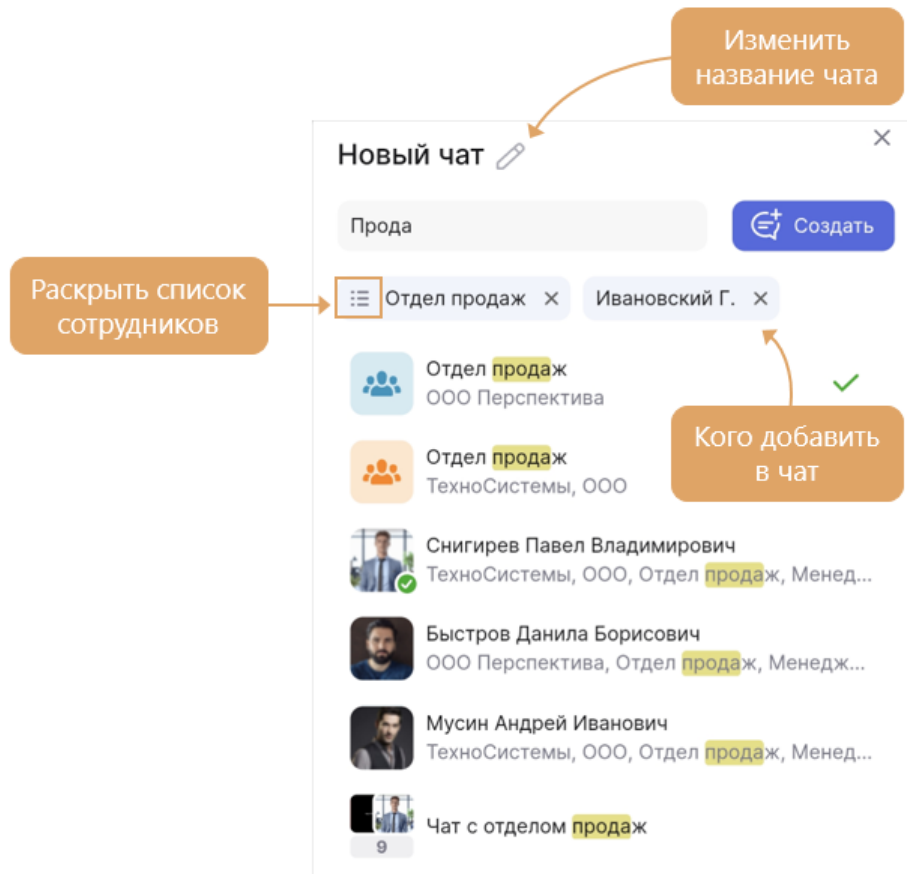 Изменить
название чата
Новый чат
Прода
Создать
Раскрыть список
сотрудников
Отдел продаж
Ивановский Г.
Отдел продаж
ООО Перспектива
Кого добавить
в чат
Отдел продаж
ТехноСистемы, ООО
Снигирев Павел Владимирович
ТехноСистемы, ООО, Отдел продаж, Менед...
Быстров Данила Борисович
ООО Перспектива, Отдел продаж, Менедж...
Мусин Андрей Иванович
ТехноСистемы, ООО, Отдел продаж, Менед...
Чат с отделом продаж
9